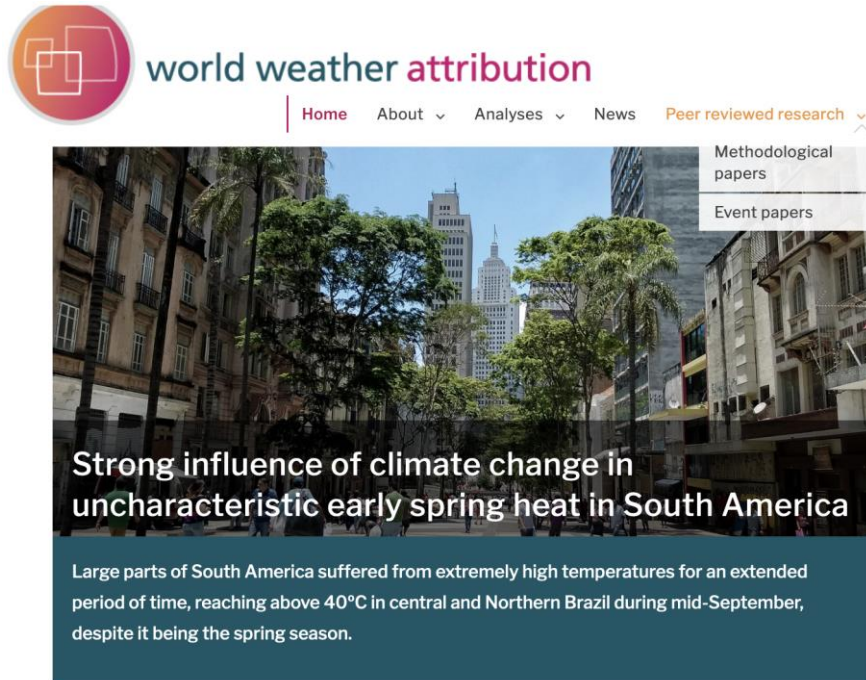 world weather attribution
Home About Analyses News Peer reviewed research
Methodological
papers
Event papers
Strong influence of climate change in
uncharacteristic early spring heat in South America
Large parts of South America suffered from extremely high temperatures for an extended
period of time, reaching above 40ºC in central and Northern Brazil during mid-September,
despite it being the spring season.